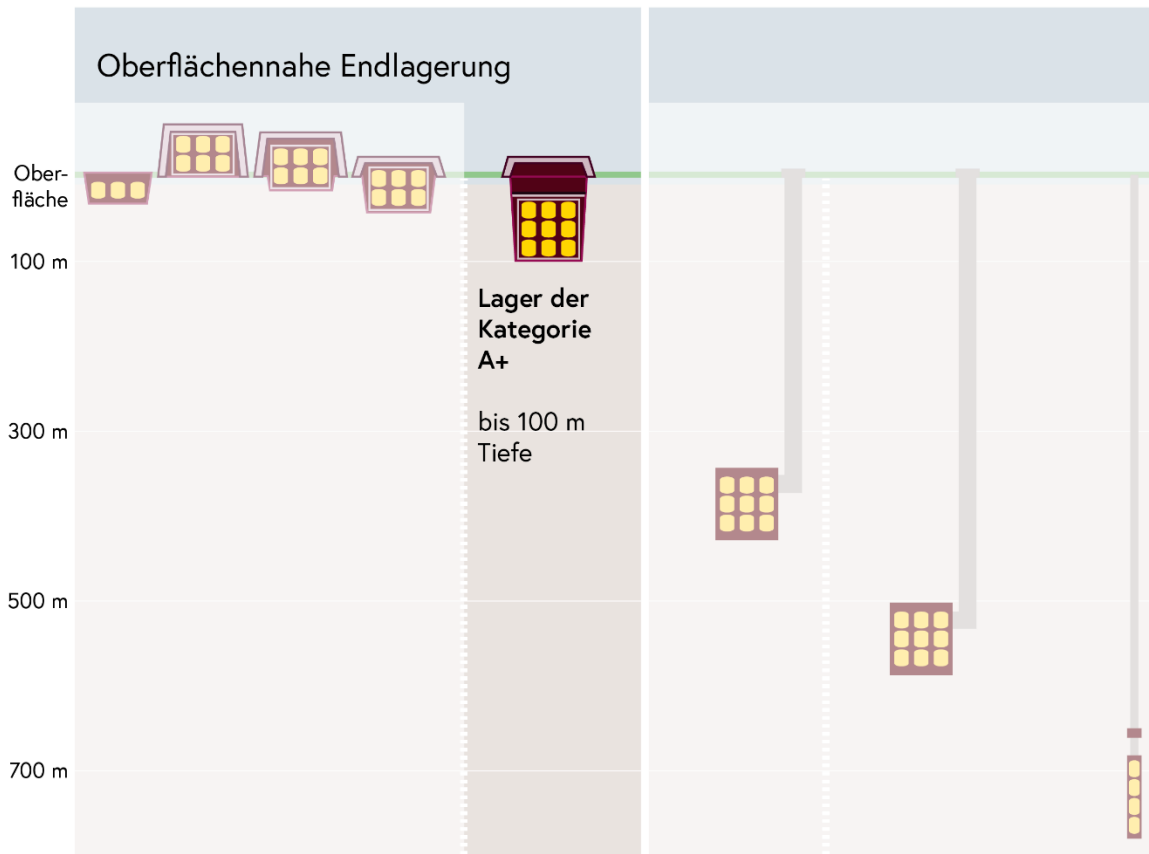 Oberflächennahe Endlagerung
Ober-
fläche
100 m
Lager der
Kategorie
A+
bis 100 m
Tiefe
300 m
500 m
700 m